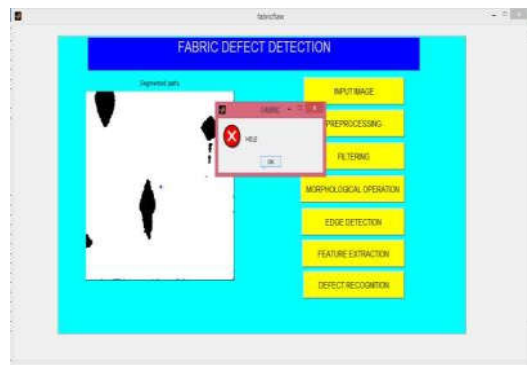 fabricflaw
FABRIC DEFECT DETECTION
Segmented parts
INPUT IMAGE
FABRIC
PREPROCESSING
HOLE
OK
FILTERING
MORPHOLOGICAL OPERATION
EDGE DETECTION
FEATURE EXTRACTION
DEFECT RECOGNITION